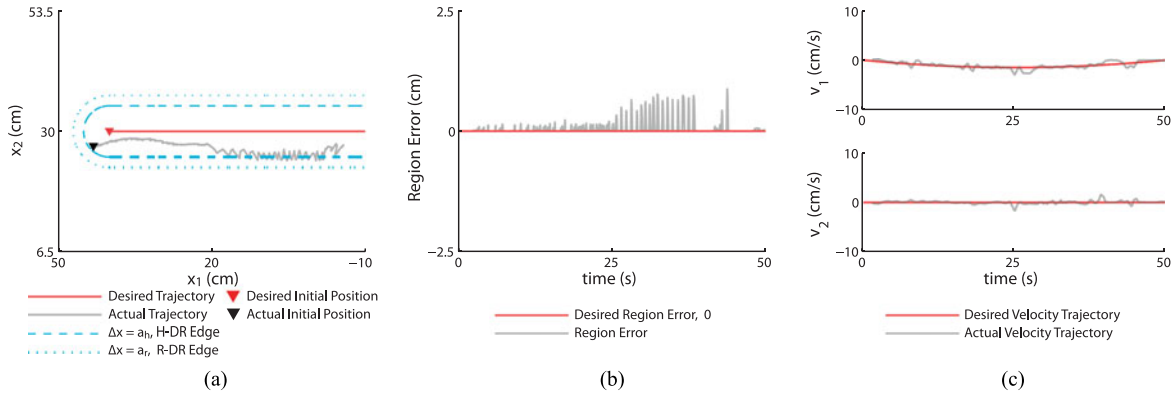 53.5
30
6.5
x2 (cm)
50
20
−10
x1 (cm)
Desired Trajectory
Desired Initial Position
Actual Trajectory
Actual Initial Position
Δx = ah, H-DR Edge
Δx = ar, R-DR Edge
(a)
2.5
0
−2.5
Region Error (cm)
0
25
50
time (s)
Desired Region Error, 0
Region Error
(b)
10
0
−10
v1 (cm/s)
0
25
50
10
0
−10
v2 (cm/s)
0
25
50
time (s)
Desired Velocity Trajectory
Actual Velocity Trajectory
(c)